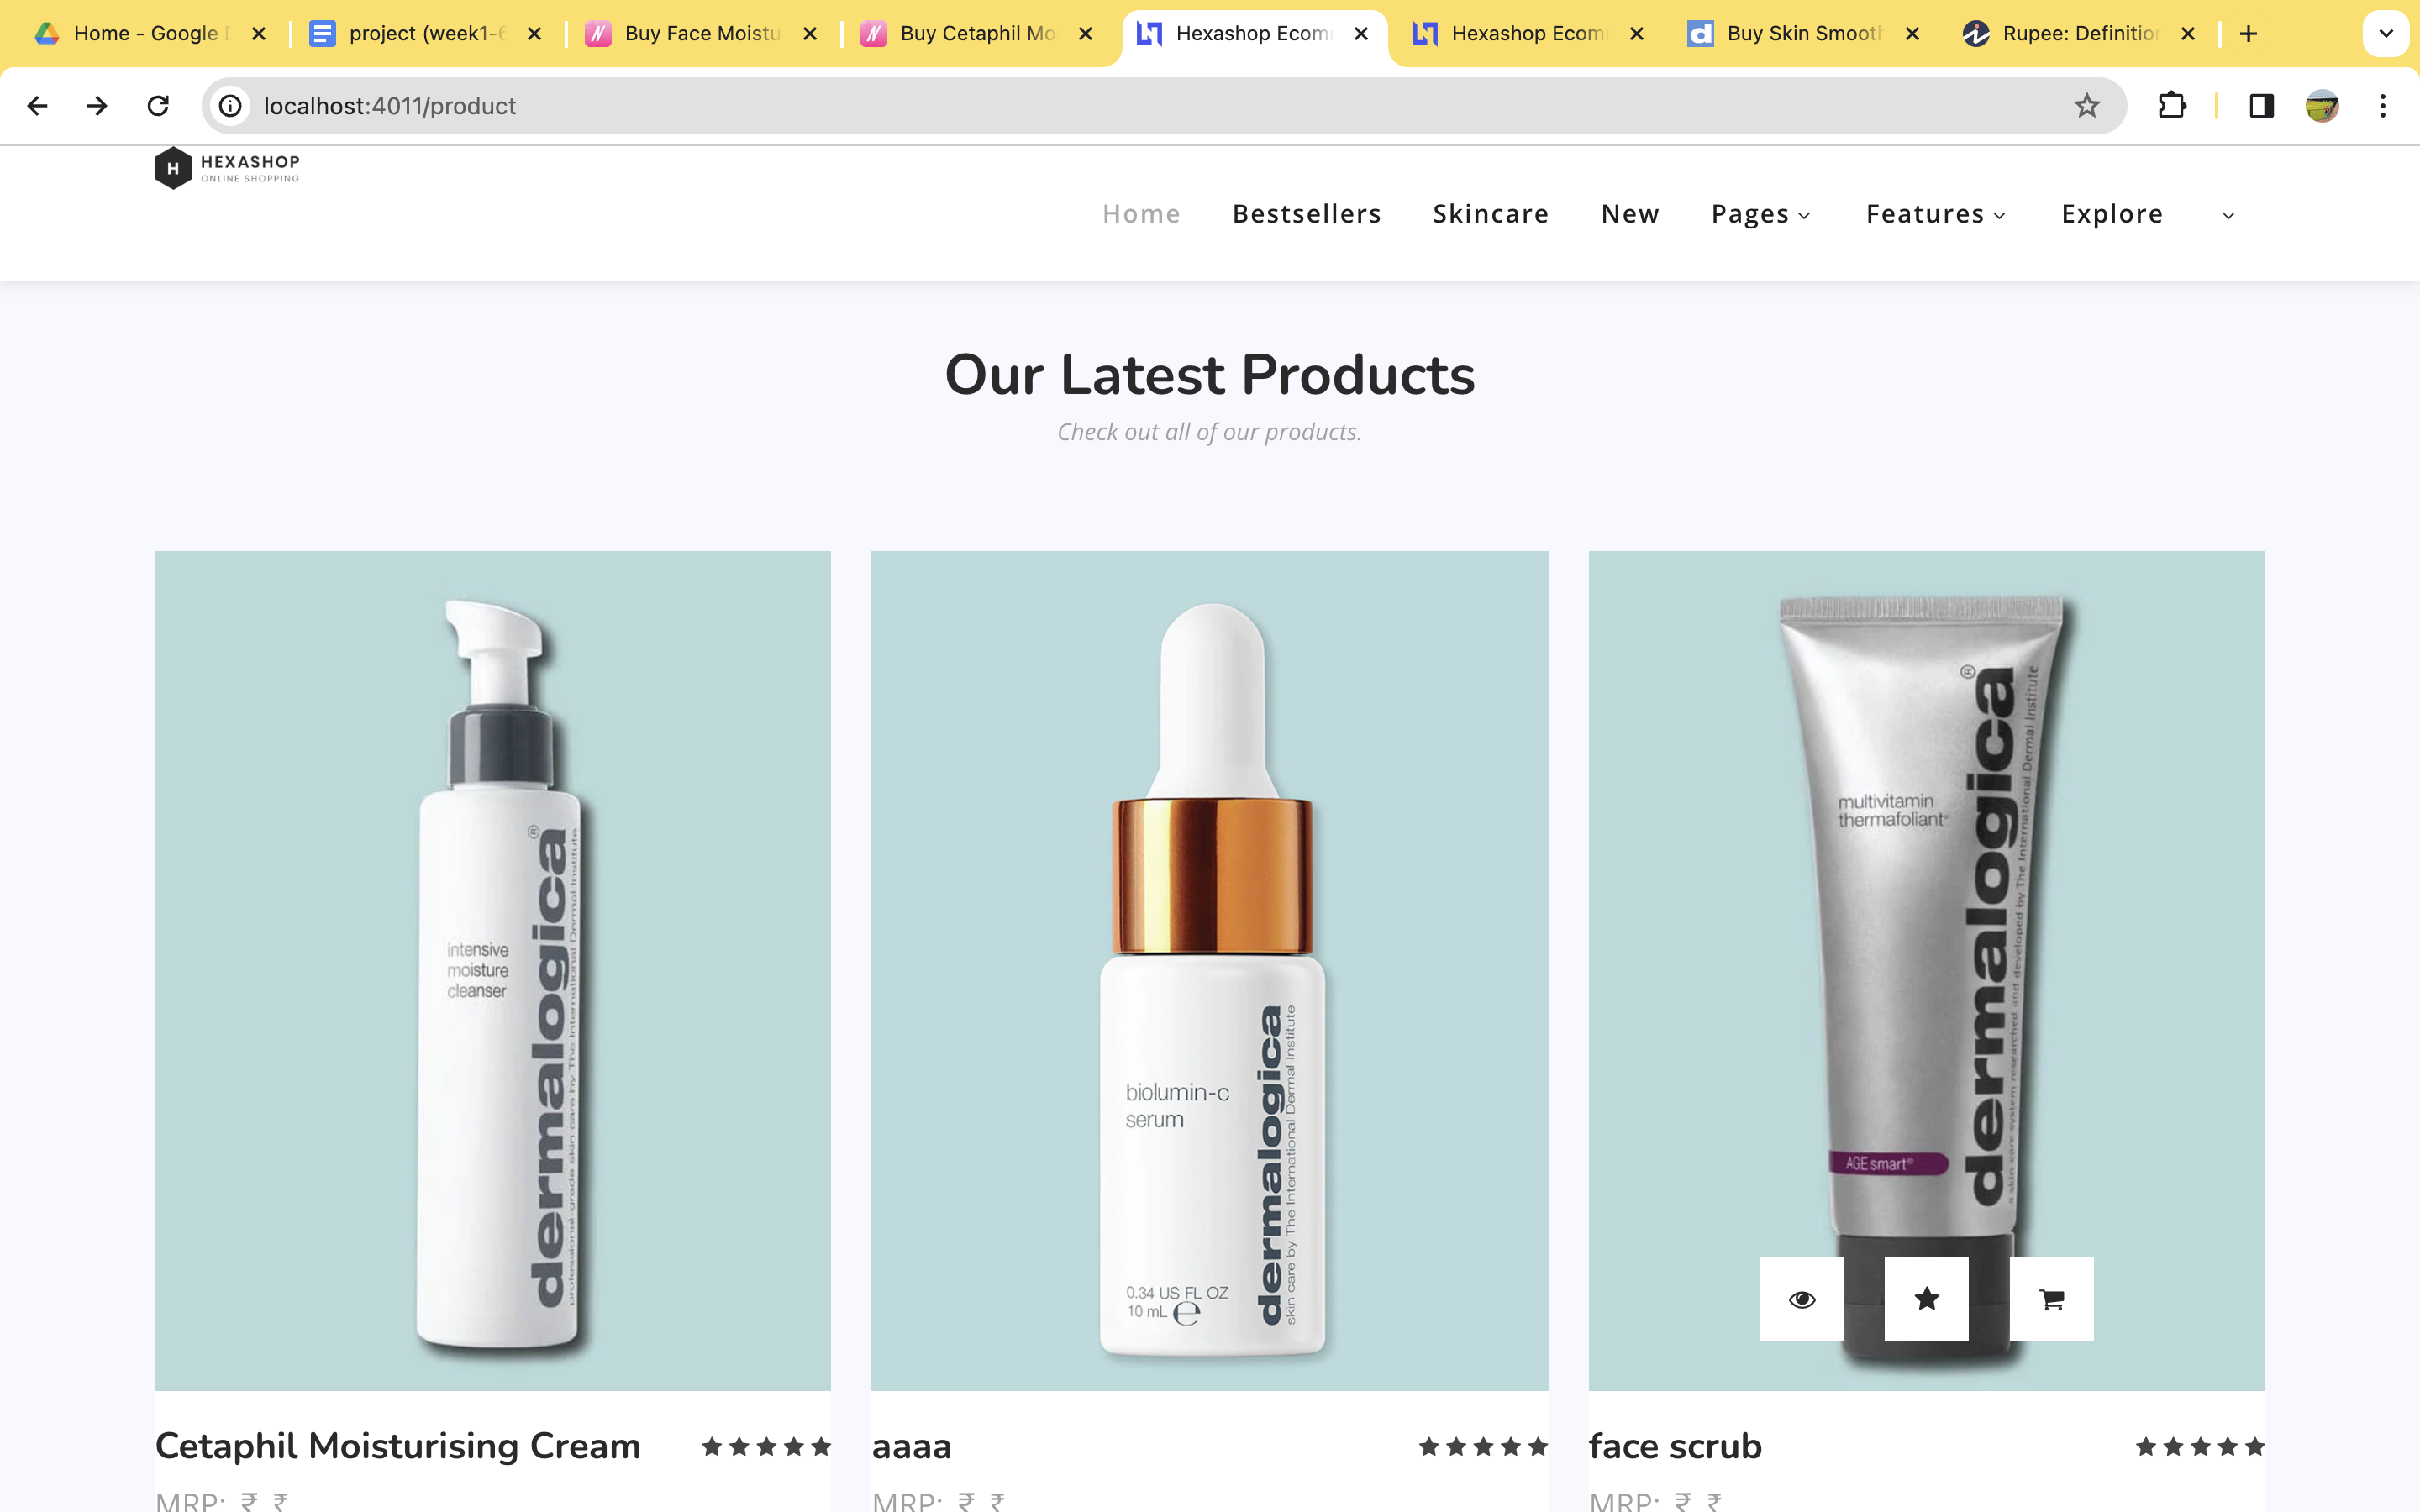 Home - Google
project (week1-6
Buy Face Moistu
Buy Cetaphil Mo
Hexashop Ecom
Hexashop Ecom
Buy Skin Smooth
Rupee: Definition
localhost:4011/product
H
HEXASHOP
ONLINE SHOPPING
Home
Bestsellers
Skincare
New
Pages
Features
Explore
Our Latest Products
Check out all of our products.
intensive
moisture
cleanser
dermalogica®
professional-grade skin care by The International Dermal Institute
biolumin-c
serum
0.34 US FL OZ
10 mL e
dermalogica
skin care by The International Dermal Institute
multivitamin
thermafoliant®
AGE smart®
dermalogica®
a skin care system researched and developed by The International Dermal Institute
Cetaphil Moisturising Cream
MRP: ₹ ₹
aaaa
MRP: ₹ ₹
face scrub
MRP: ₹ ₹